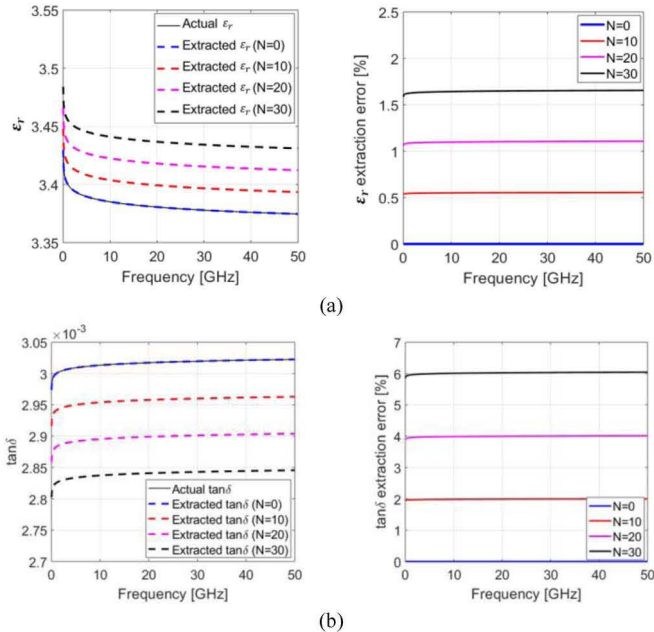 3.55
3.5
3.45
3.4
3.35
εr
0 10 20 30 40 50
Frequency [GHz]
Actual εr
Extracted εr (N=0)
Extracted εr (N=10)
Extracted εr (N=20)
Extracted εr (N=30)
2.5
2
1.5
1
0.5
0
εr extraction error [%]
0 10 20 30 40 50
Frequency [GHz]
N=0
N=10
N=20
N=30
(a)
×10-3
3.05
3
2.95
2.9
2.85
2.8
2.75
2.7
tanδ
0 10 20 30 40 50
Frequency [GHz]
Actual tanδ
Extracted tanδ (N=0)
Extracted tanδ (N=10)
Extracted tanδ (N=20)
Extracted tanδ (N=30)
7
6
5
4
3
2
1
0
tanδ extraction error [%]
0 10 20 30 40 50
Frequency [GHz]
N=0
N=10
N=20
N=30
(b)